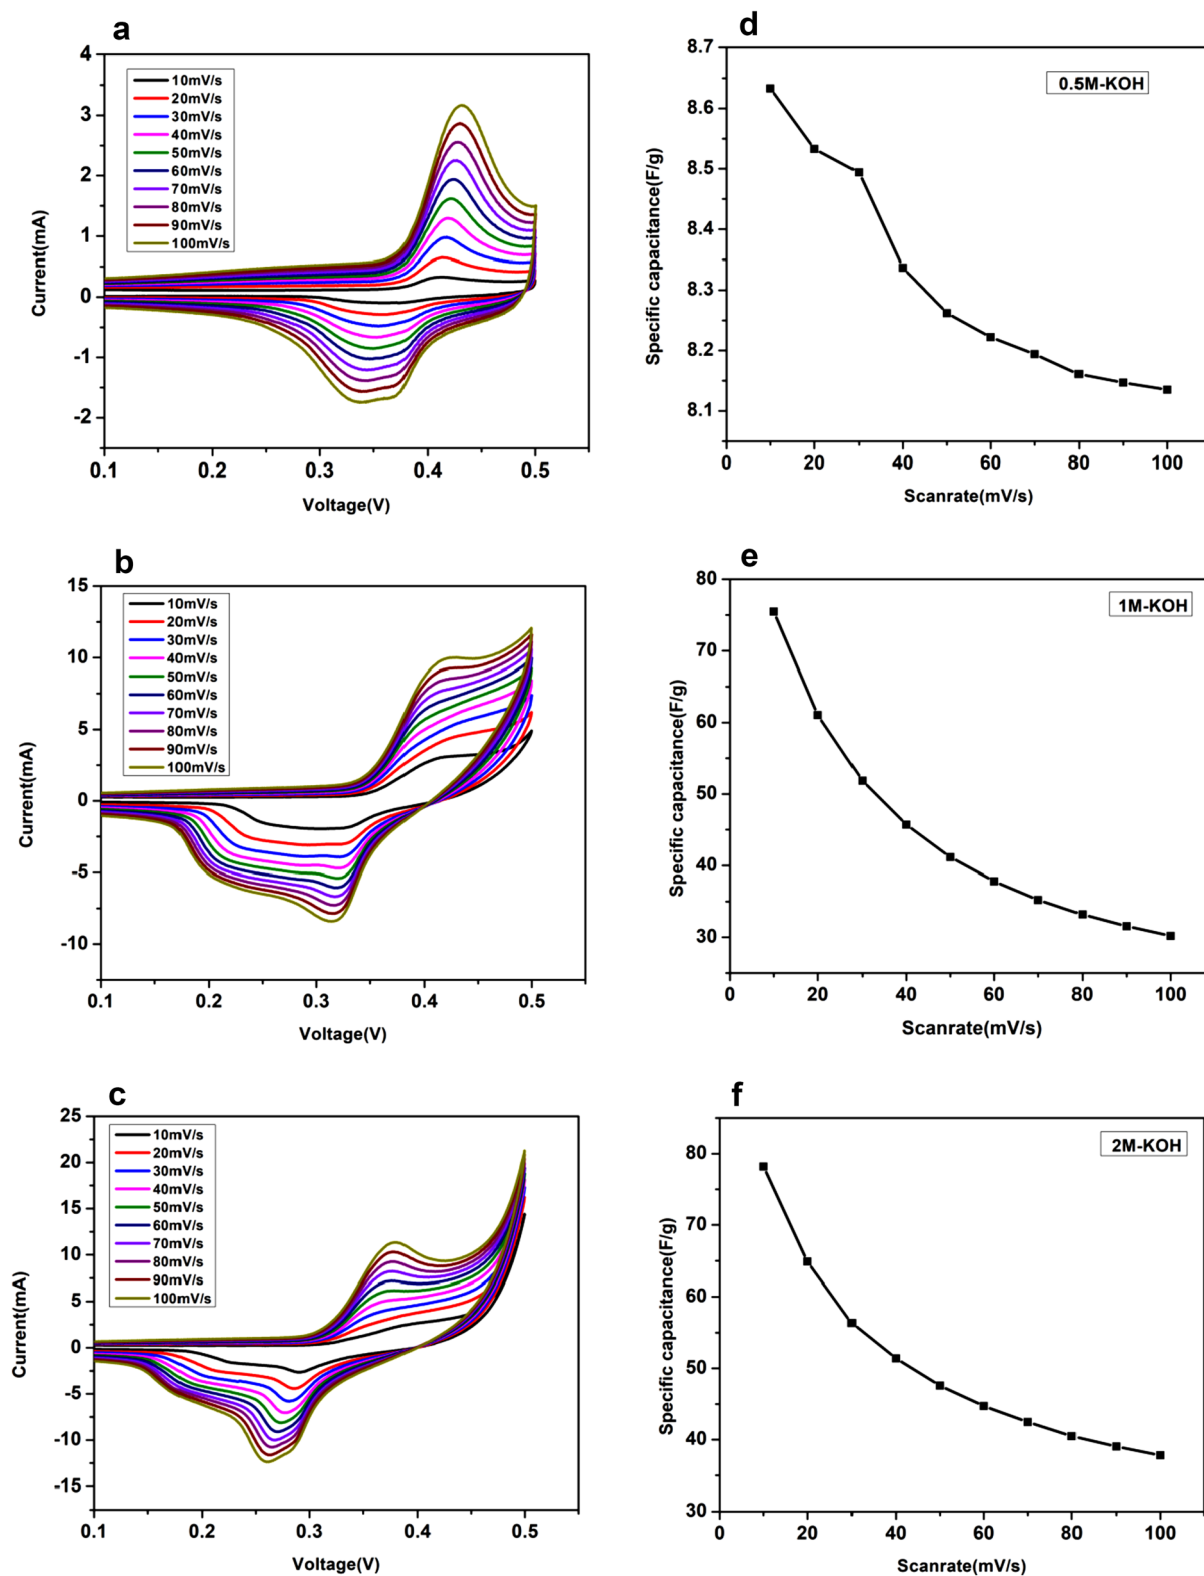 a
4
3
2
1
0
-1
-2
Current(mA)
10mV/s
20mV/s
30mV/s
40mV/s
50mV/s
60mV/s
70mV/s
80mV/s
90mV/s
100mV/s
0.1 0.2 0.3 0.4 0.5
Voltage(V)
d
8.7
8.6
8.5
8.4
8.3
8.2
8.1
Specific capacitance(F/g)
0.5M-KOH
0 20 40 60 80 100
Scanrate(mV/s)
b
15
10
5
0
-5
-10
Current(mA)
10mV/s
20mV/s
30mV/s
40mV/s
50mV/s
60mV/s
70mV/s
80mV/s
90mV/s
100mV/s
0.1 0.2 0.3 0.4 0.5
Voltage(V)
e
80
70
60
50
40
30
Specific capacitance(F/g)
1M-KOH
0 20 40 60 80 100
Scanrate(mV/s)
c
25
20
15
10
5
0
-5
-10
-15
Current(mA)
10mV/s
20mV/s
30mV/s
40mV/s
50mV/s
60mV/s
70mV/s
80mV/s
90mV/s
100mV/s
0.1 0.2 0.3 0.4 0.5
Voltage(V)
f
80
70
60
50
40
30
Specific capacitance(F/g)
2M-KOH
0 20 40 60 80 100
Scanrate(mV/s)